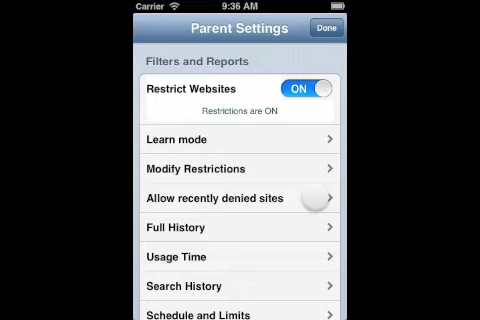 Carrier 9:36 AM
Parent Settings Done
Filters and Reports
Restrict Websites ON
Restrictions are ON
Learn mode
Modify Restrictions
Allow recently denied sites
Full History
Usage Time
Search History
Schedule and Limits